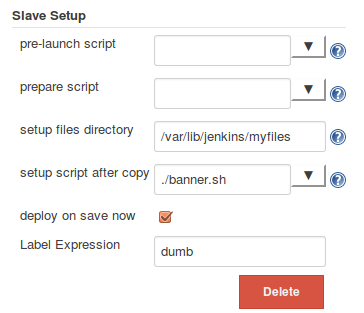 Slave Setup
pre-launch script
prepare script
setup files directory /var/lib/jenkins/myfiles
setup script after copy ./banner.sh
deploy on save now
Label Expression dumb
Delete